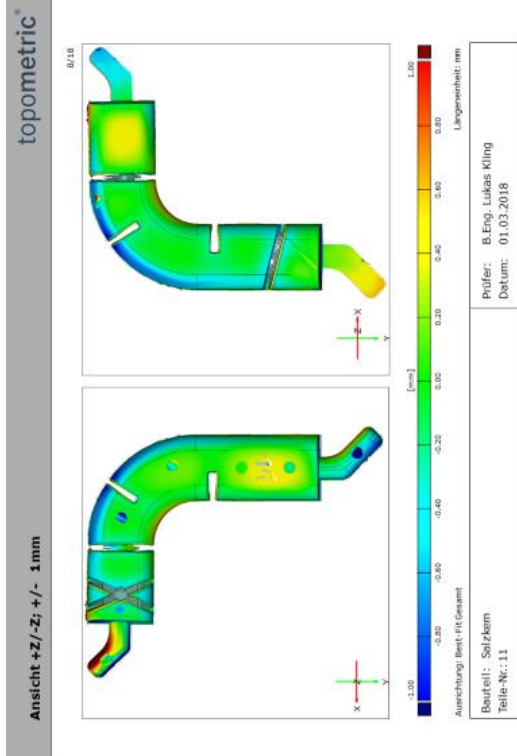 topometric®
Ansicht +Z/-Z; +/- 1mm
8/18
X
Z
Y
X
Z
Y
[mm]
-1.00
-0.80
-0.60
-0.40
-0.20
0.00
0.20
0.40
0.60
0.80
1.00
Ausrichtung: Best-Fit Gesamt
Längeneinheit: mm
Bauteil: Salzkern
Teile-Nr.: 11
Prüfer: B.Eng. Lukas Kling
Datum: 01.03.2018